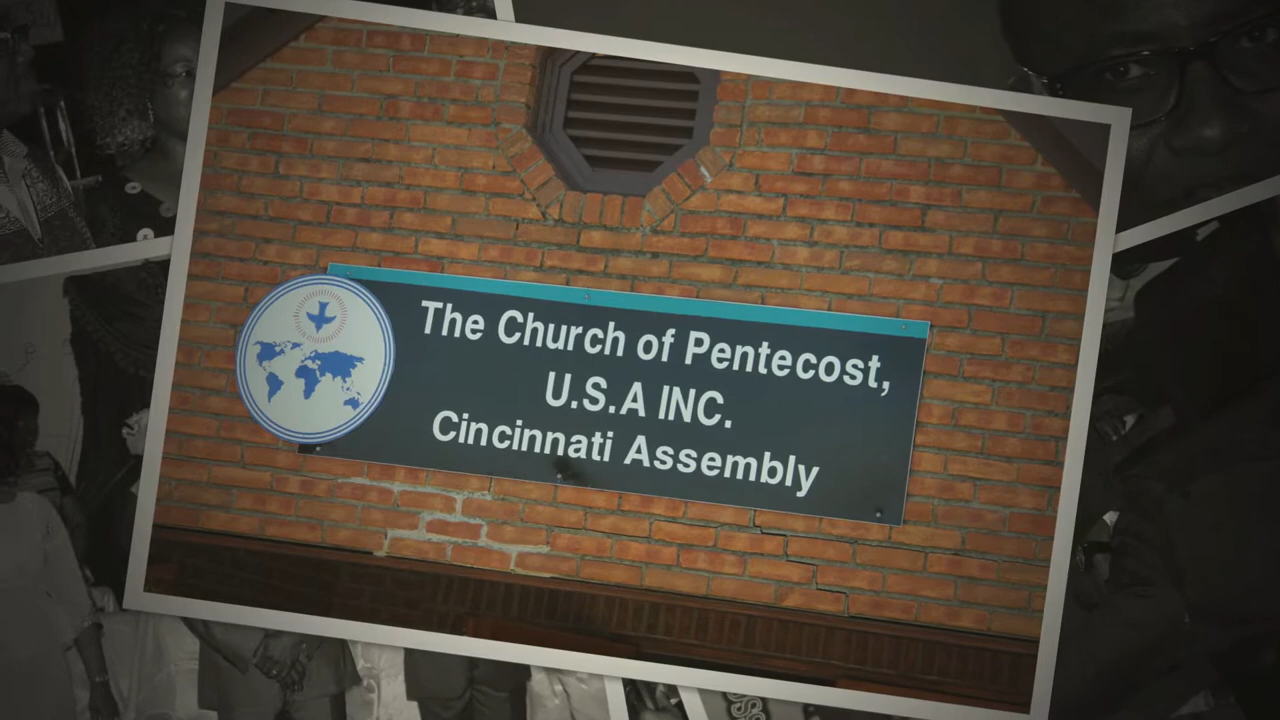 The Church of Pentecost,
U.S.A INC.
Cincinnati Assembly